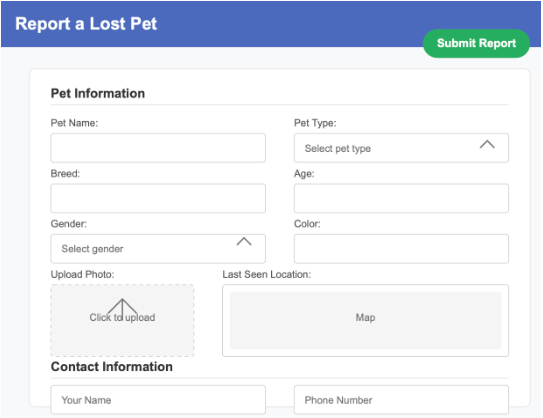 Report a Lost Pet
Submit Report
Pet Information
Pet Name:
Pet Type:
Select pet type
Breed:
Age:
Gender:
Color:
Select gender
Upload Photo:
Last Seen Location:
Click to upload
Map
Contact Information
Your Name
Phone Number